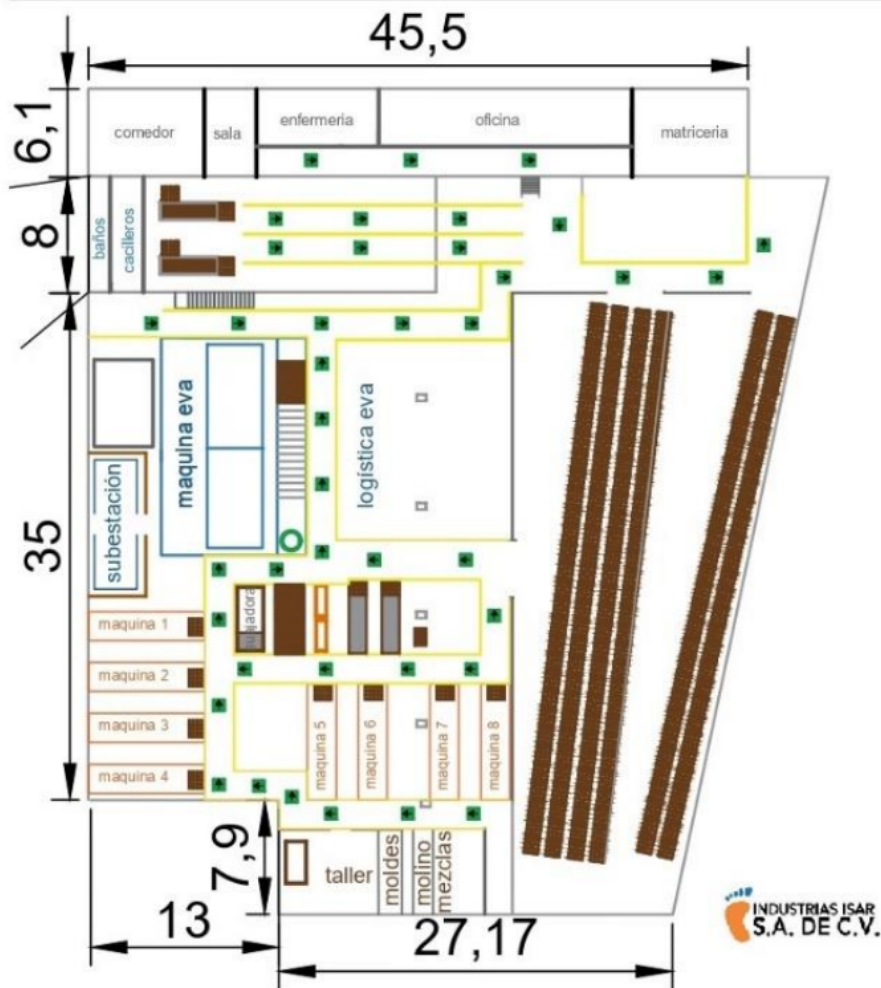 45,5
6,1
comedor
sala
enfermeria
oficina
matriceria
8
baños
cacilleros
35
maquina eva
logística eva
subestación
maquina 1
maquina 2
maquina 3
maquina 4
maquina 5
maquina 6
maquina 7
maquina 8
7,9
taller
moldes
molino
mezclas
13
27,17
INDUSTRIAS ISAR
S.A. DE C.V.